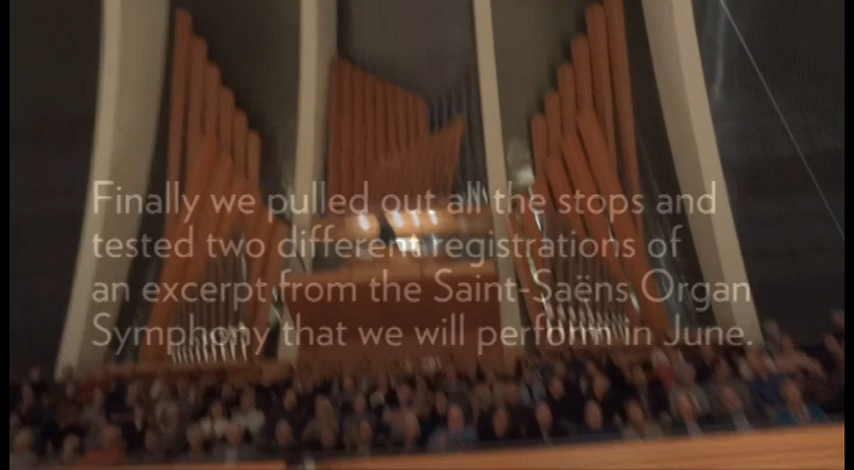 Finally we pulled out all the stops and
tested two different registrations of
an excerpt from the Saint-Saëns Organ
Symphony that we will perform in June.